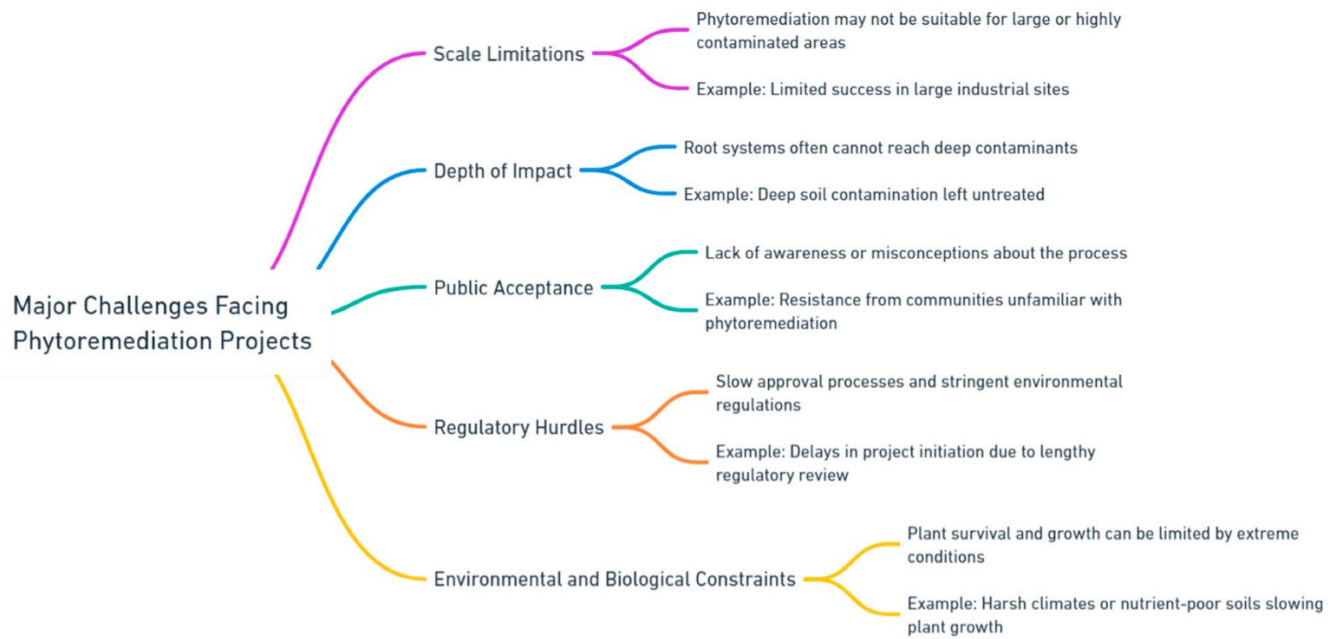 Major Challenges Facing
Phytoremediation Projects
Scale Limitations
Phytoremediation may not be suitable for large or highly
contaminated areas
Example: Limited success in large industrial sites
Depth of Impact
Root systems often cannot reach deep contaminants
Example: Deep soil contamination left untreated
Public Acceptance
Lack of awareness or misconceptions about the process
Example: Resistance from communities unfamiliar with
phytoremediation
Regulatory Hurdles
Slow approval processes and stringent environmental
regulations
Example: Delays in project initiation due to lengthy
regulatory review
Environmental and Biological Constraints
Plant survival and growth can be limited by extreme
conditions
Example: Harsh climates or nutrient-poor soils slowing
plant growth